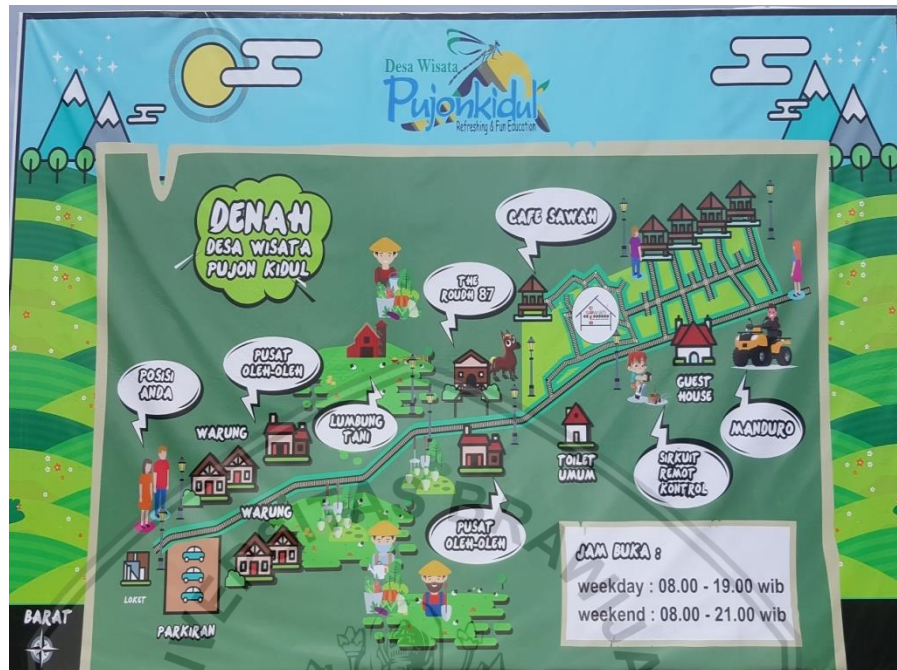 Desa Wisata
Pujonkidul
Refreshing & Fun Education
DENAH
DESA WISATA
PUJON KIDUL
CAFE SAWAH
THE
ROUDH 87
PUSAT
OLEH-OLEH
POSISI
ANDA
LUMBUNG
TANI
WARUNG
GUEST
HOUSE
MANDURO
TOILET
UMUM
SIRKUIT
REMOT
KONTROL
WARUNG
PUSAT
OLEH-OLEH
LOKET
PARKIRAN
JAM BUKA :
weekday : 08.00 - 19.00 wib
weekend : 08.00 - 21.00 wib
BARAT